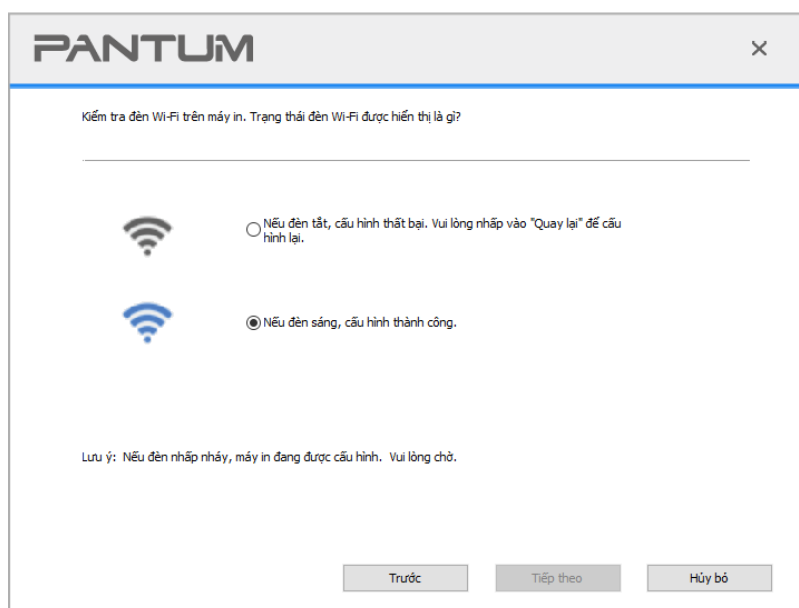 PANTUM
Kiểm tra đèn Wi-Fi trên máy in. Trạng thái đèn Wi-Fi được hiển thị là gì?
Nếu đèn tắt, cấu hình thất bại. Vui lòng nhấp vào "Quay lại" để cấu
hình lại.
Nếu đèn sáng, cấu hình thành công.
Lưu ý: Nếu đèn nhấp nháy, máy in đang được cấu hình. Vui lòng chờ.
Trước
Tiếp theo
Hủy bỏ